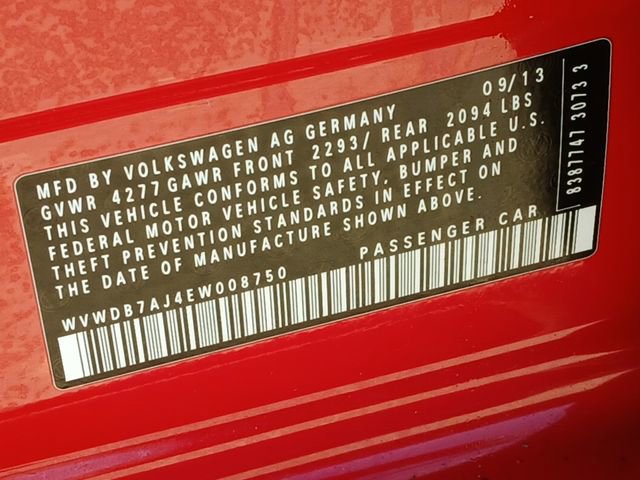 MFD BY VOLKSWAGEN AG GERMANY 09/13
GVWR 4277 GAWR FRONT 2293/ REAR 2094 LBS
THIS VEHICLE CONFORMS TO ALL APPLICABLE U.S.
FEDERAL MOTOR VEHICLE SAFETY, BUMPER AND
THEFT PREVENTION STANDARDS IN EFFECT ON
THE DATE OF MANUFACTURE SHOWN ABOVE.
WVWDB7AJ4EW008750 PASSENGER CAR
8387747 3073 3